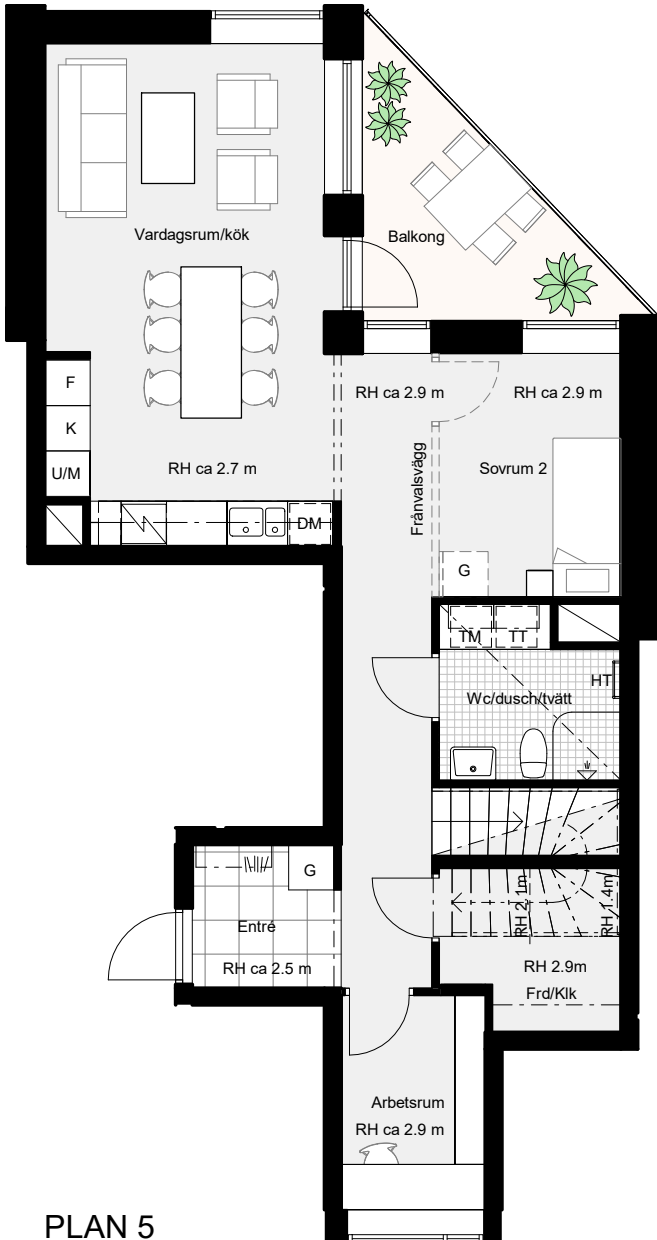 Vardagsrum/kök
Balkong
F
K
U/M
RH ca 2.7 m
DM
RH ca 2.9 m
RH ca 2.9 m
Frånvalsvägg
Sovrum 2
G
TM
TT
HT
Wc/dusch/tvätt
G
Entré
RH ca 2.5 m
RH 2.1m
RH 1.4m
RH 2.9m
Frd/Klk
Arbetsrum
RH ca 2.9 m
PLAN 5